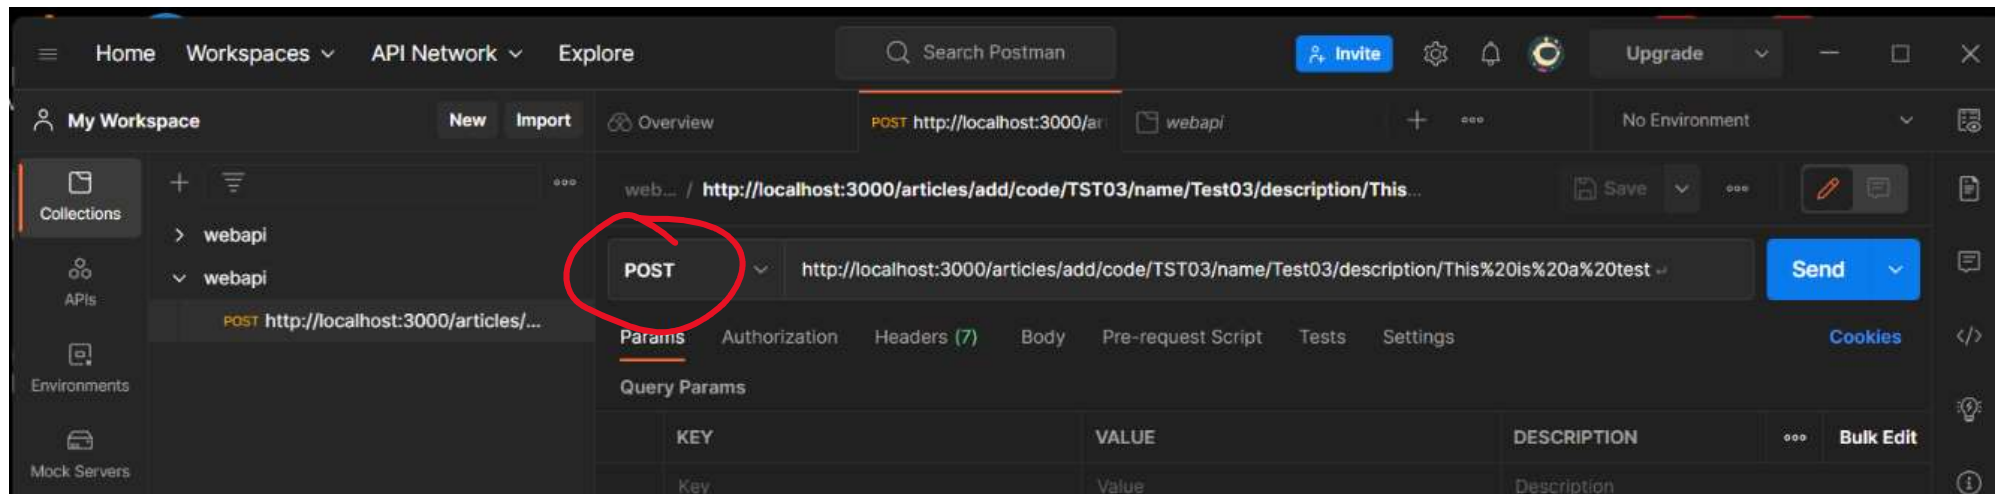 Home Workspaces API Network Explore Search Postman Invite Upgrade
My Workspace New Import Overview POST http://localhost:3000/ar webapi No Environment
Collections
APIs
Environments
Mock Servers
webapi
webapi
POST http://localhost:3000/articles/...
web... / http://localhost:3000/articles/add/code/TST03/name/Test03/description/This... Save
POST http://localhost:3000/articles/add/code/TST03/name/Test03/description/This%20is%20a%20test Send
Params Authorization Headers (7) Body Pre-request Script Tests Settings Cookies
Query Params
KEY VALUE DESCRIPTION Bulk Edit
Key Value Description